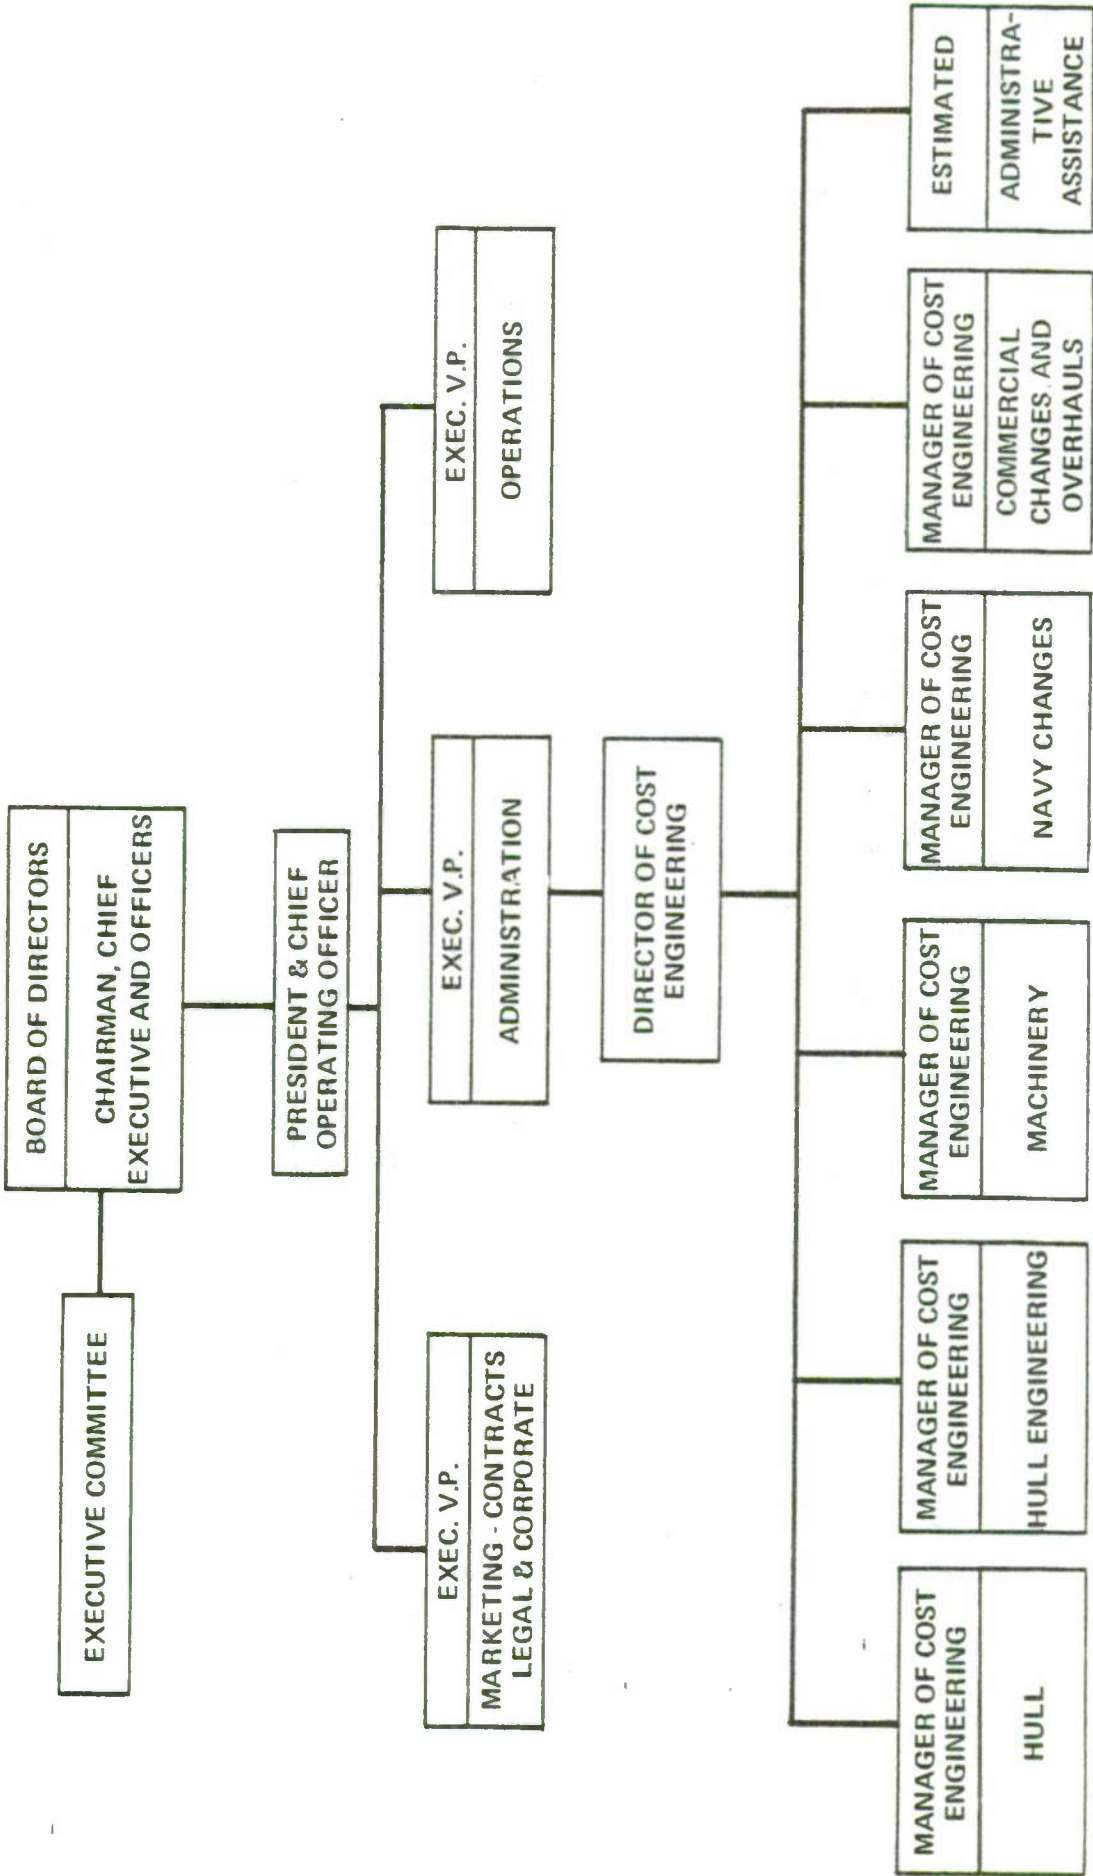 BOARD OF DIRECTORS
CHAIRMAN, CHIEF
EXECUTIVE AND OFFICERS
EXECUTIVE COMMITTEE
PRESIDENT & CHIEF
OPERATING OFFICER
EXEC. V.P.
MARKETING - CONTRACTS
LEGAL & CORPORATE
EXEC. V.P.
ADMINISTRATION
EXEC. V.P.
OPERATIONS
DIRECTOR OF COST
ENGINEERING
MANAGER OF COST
ENGINEERING
HULL
MANAGER OF COST
ENGINEERING
HULL ENGINEERING
MANAGER OF COST
ENGINEERING
MACHINERY
MANAGER OF COST
ENGINEERING
NAVY CHANGES
MANAGER OF COST
ENGINEERING
COMMERCIAL
CHANGES AND
OVERHAULS
ESTIMATED
ADMINISTRA-
TIVE
ASSISTANCE